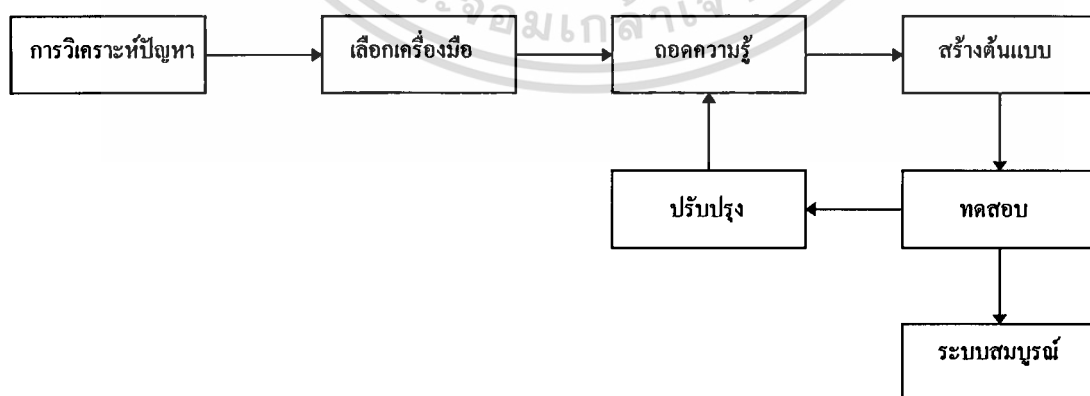 การวิเคราะห์ปัญหา
เลือกเครื่องมือ
ถอดความรู้
สร้างต้นแบบ
ปรับปรุง
ทดสอบ
ระบบสมบูรณ์